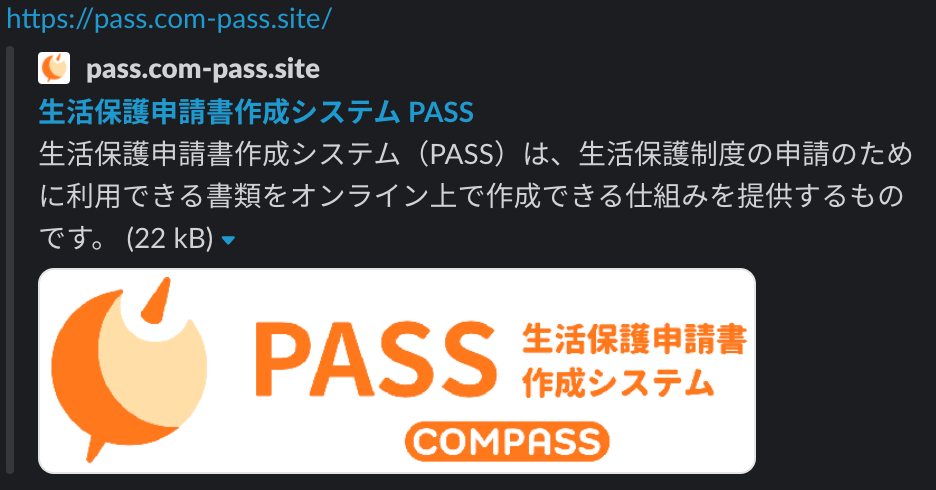 https://pass.com-pass.site/
pass.com-pass.site
生活保護申請書作成システム PASS
生活保護申請書作成システム（PASS）は、生活保護制度の申請のため
に利用できる書類をオンライン上で作成できる仕組みを提供するもの
です。 (22 kB)
PASS
生活保護申請書
作成システム
COMPASS